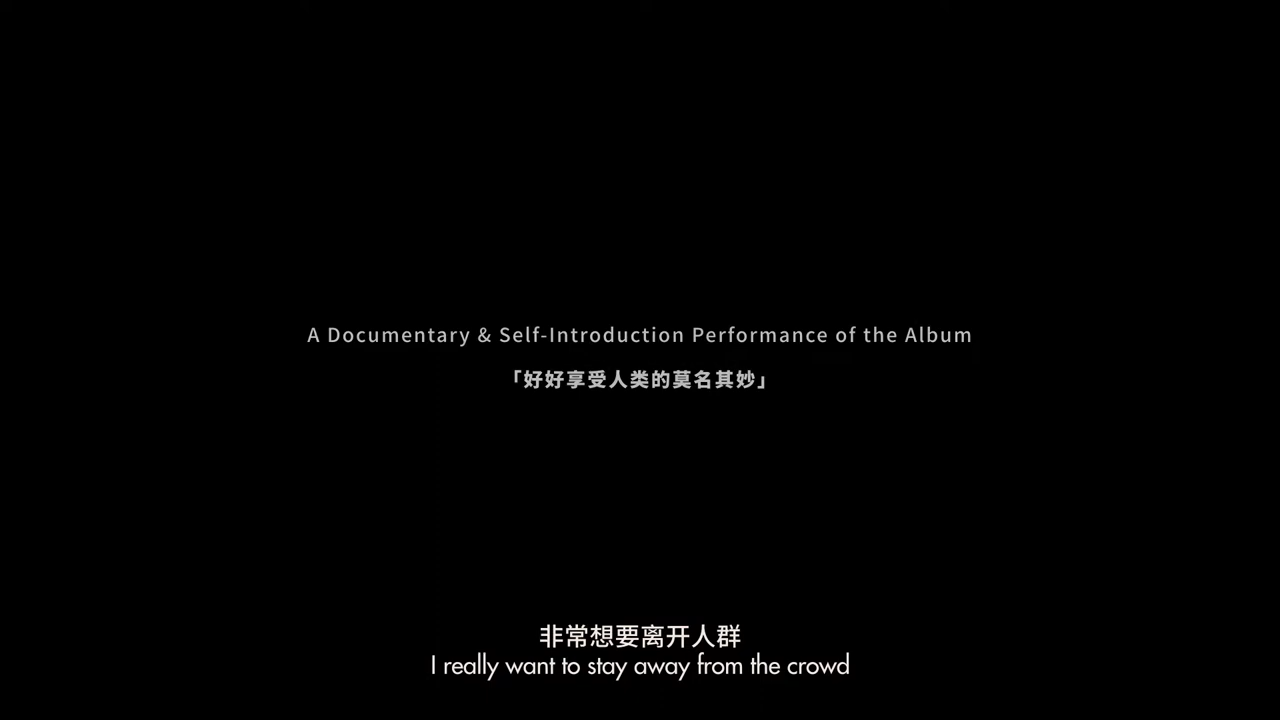 A Documentary & Self-Introduction Performance of the Album
「好好享受人类的莫名其妙」
非常想要离开人群
I really want to stay away from the crowd